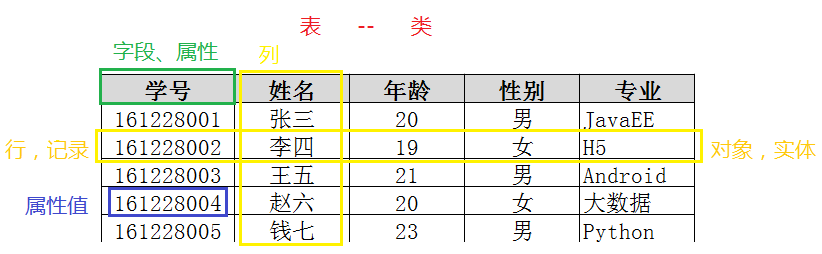 表 -- 类
字段、属性 列
学号 姓名 年龄 性别 专业
161228001 张三 20 男 JavaEE
行，记录 161228002 李四 19 女 H5 对象，实体
161228003 王五 21 男 Android
属性值 161228004 赵六 20 女 大数据
161228005 钱七 23 男 Python